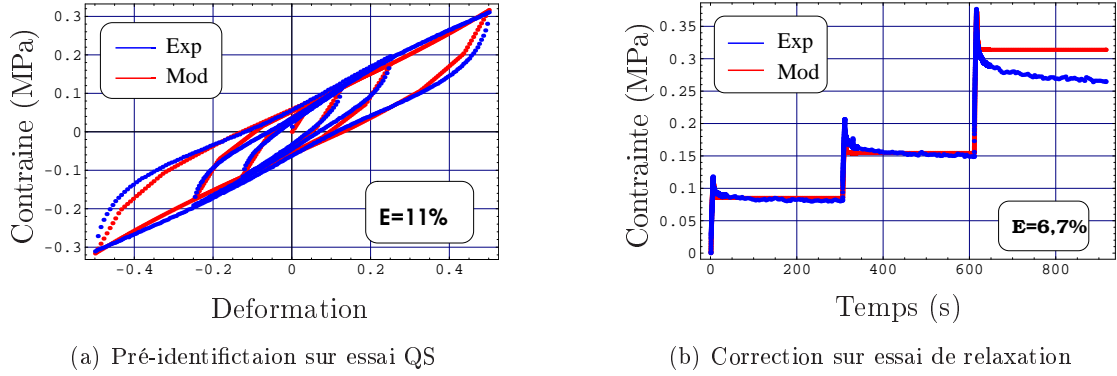 (a)
Contrainte (MPa)
0.3
0.2
0.1
0
-0.1
-0.2
-0.3
Exp
Mod
E=11%
-0.4
-0.2
0
0.2
0.4
Deformation
(a) Pré-identifictaion sur essai QS
(b)
Contrainte (MPa)
0.35
0.3
0.25
0.2
0.15
0.1
0.05
0
Exp
Mod
E=6,7%
0
200
400
600
800
Temps (s)
(b) Correction sur essai de relaxation